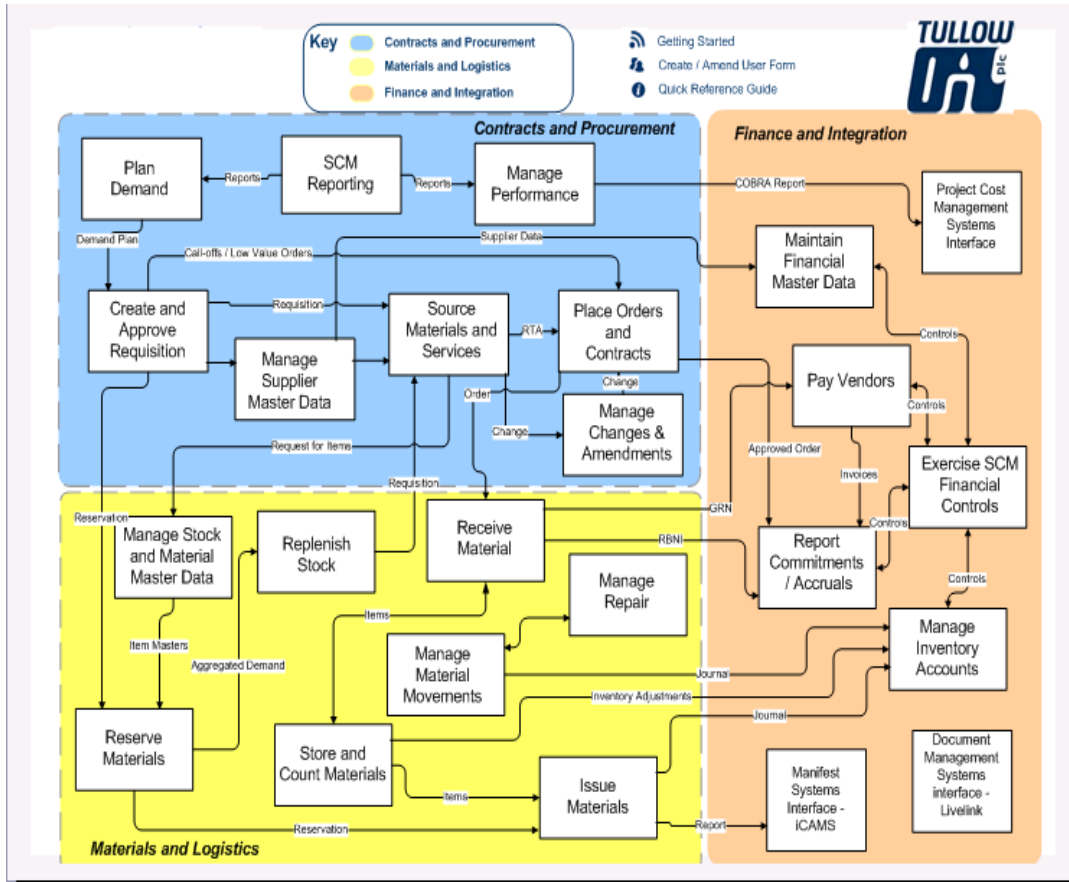 Key
Contracts and Procurement
Materials and Logistics
Finance and Integration
Getting Started
Create / Amend User Form
Quick Reference Guide
TULLOW
plc
Contracts and Procurement
Finance and Integration
Plan
Demand
Reports
SCM
Reporting
Reports
Manage
Performance
COBRA Report
Project Cost
Management
Systems
Interface
Demand Plan
Supplier Data
Call-offs / Low Value Orders
Maintain
Financial
Master Data
Create and
Approve
Requisition
Requisition
Source
Materials and
Services
RTA
Place Orders
and
Contracts
Controls
Manage
Supplier
Master Data
Order
Change
Pay Vendors
Controls
Change
Manage
Changes &
Amendments
Request for Items
Approved Order
Invoices
Exercise SCM
Financial
Controls
Requisition
Reservation
Manage Stock
and Material
Master Data
Replenish
Stock
Receive
Material
GRN
RBNI
Controls
Report
Commitments
/ Accruals
Manage
Repair
Controls
Items
Item Masters
Aggregated Demand
Manage
Material
Movements
Journal
Manage
Inventory
Accounts
Inventory Adjustments
Journal
Reserve
Materials
Store and
Count Materials
Items
Issue
Materials
Manifest
Systems
Interface -
iCAMS
Document
Management
Systems
interface -
Livelink
Reservation
Report
Materials and Logistics